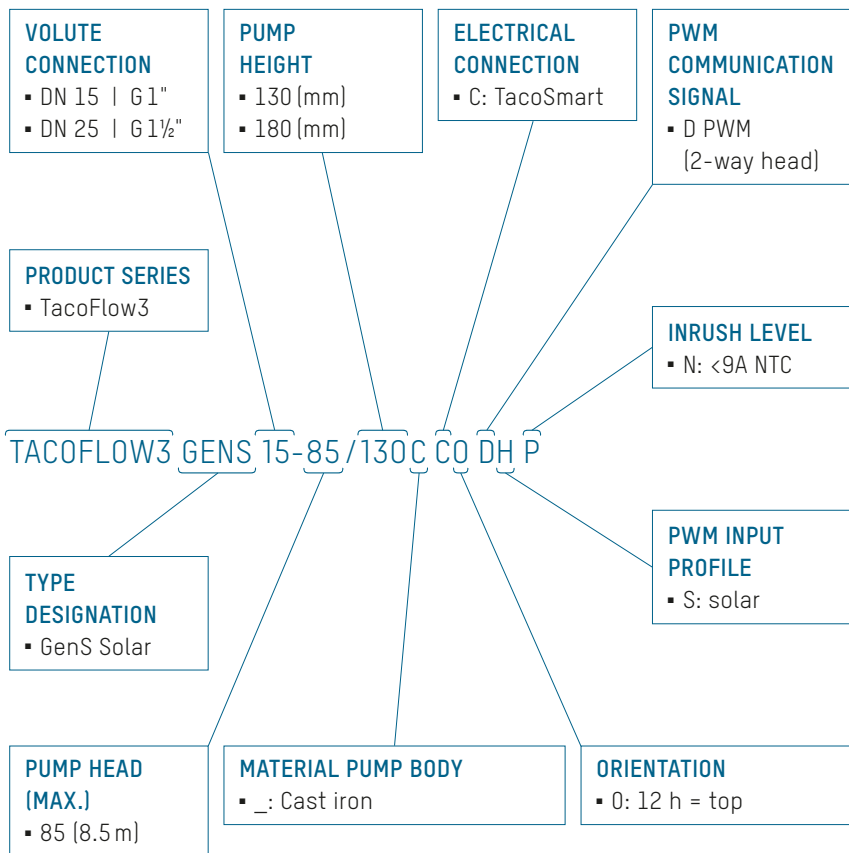 VOLUTE
CONNECTION
▪ DN 15 | G 1"
▪ DN 25 | G 1½"
PUMP
HEIGHT
▪ 130 (mm)
▪ 180 (mm)
ELECTRICAL
CONNECTION
▪ C: TacoSmart
PWM
COMMUNICATION
SIGNAL
▪ D PWM
(2-way head)
PRODUCT SERIES
▪ TacoFlow3
INRUSH LEVEL
▪ N: <9A NTC
TACOFLOW3 GENS 15-85/130C CO DH P
TYPE
DESIGNATION
▪ GenS Solar
PWM INPUT
PROFILE
▪ S: solar
PUMP HEAD
(MAX.)
▪ 85 (8.5 m)
MATERIAL PUMP BODY
▪ _: Cast iron
ORIENTATION
▪ 0: 12 h = top